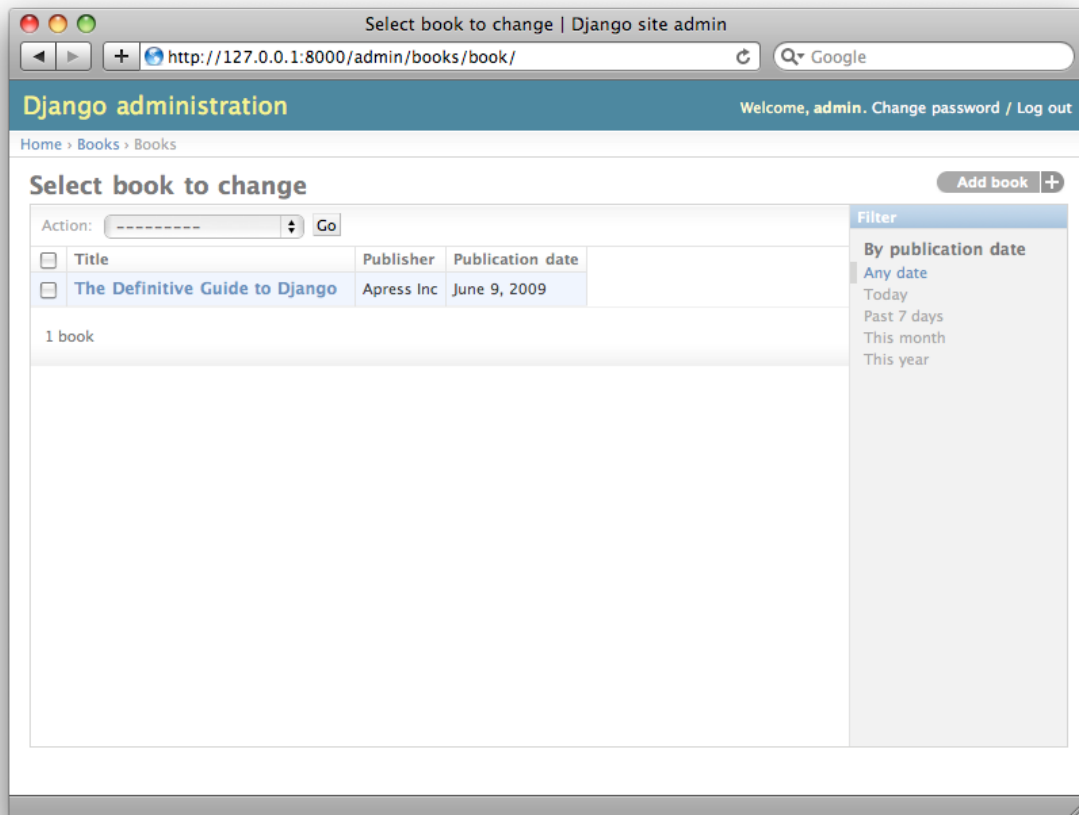 Select book to change | Django site admin
http://127.0.0.1:8000/admin/books/book/
Google
Django administration
Welcome, admin. Change password / Log out
Home › Books › Books
Select book to change
Add book +
Action: --------- Go
Filter
Title Publisher Publication date
The Definitive Guide to Django Apress Inc June 9, 2009
1 book
By publication date
Any date
Today
Past 7 days
This month
This year